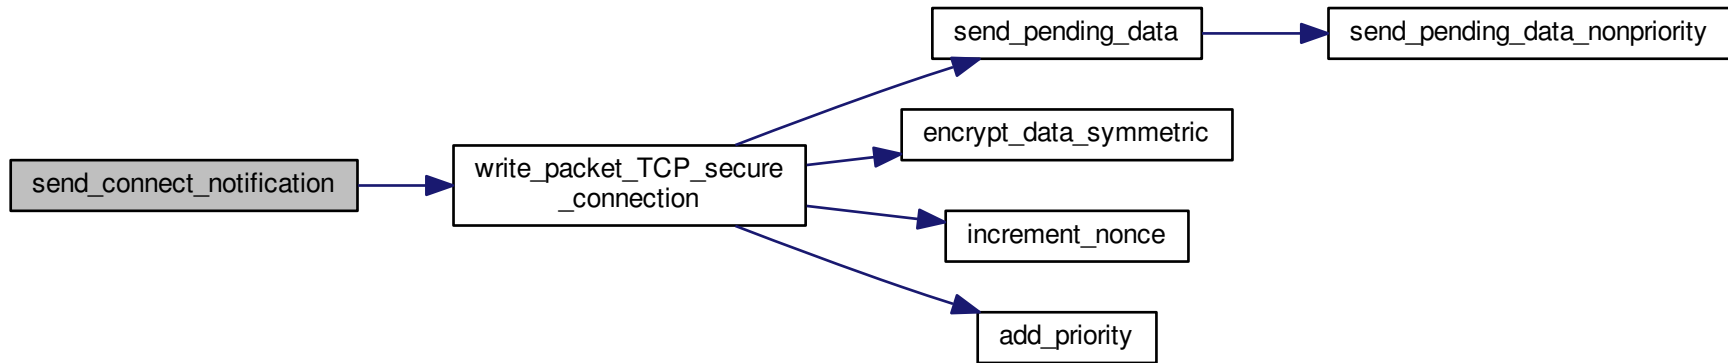 send_connect_notification
write_packet_TCP_secure
_connection
send_pending_data
send_pending_data_nonpriority
encrypt_data_symmetric
increment_nonce
add_priority